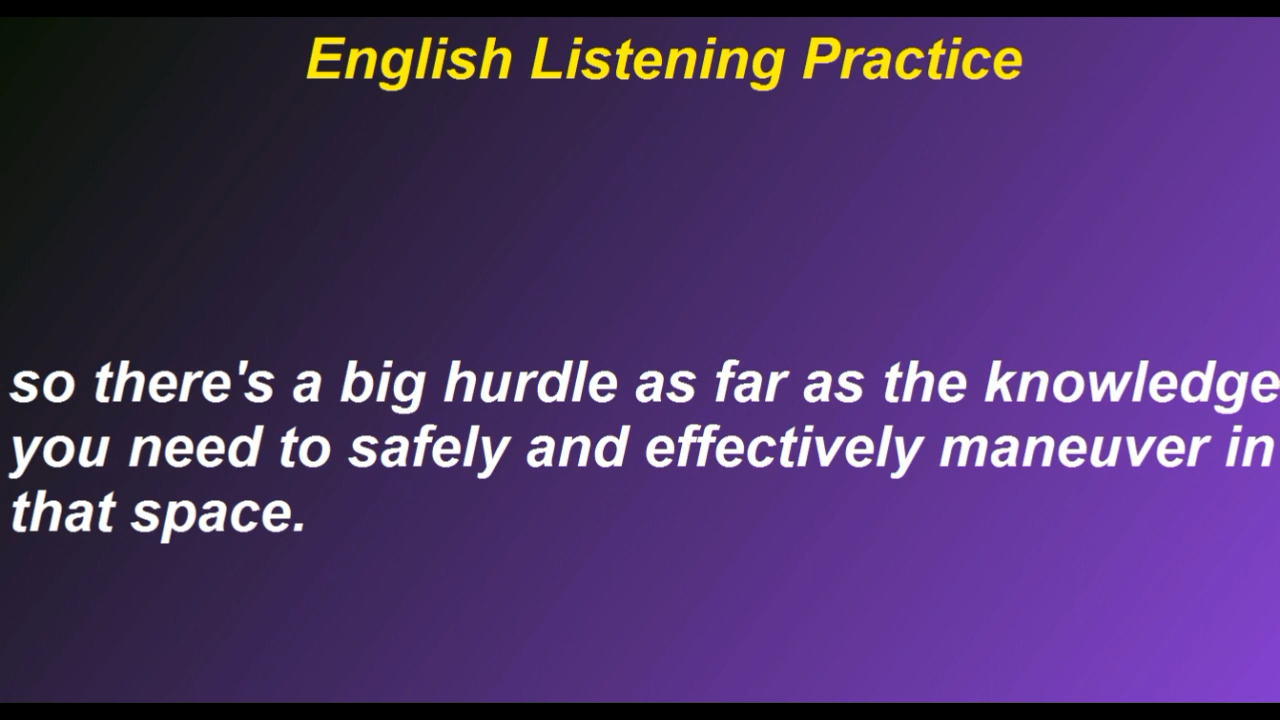 English Listening Practice
so there's a big hurdle as far as the knowledge
you need to safely and effectively maneuver in
that space.